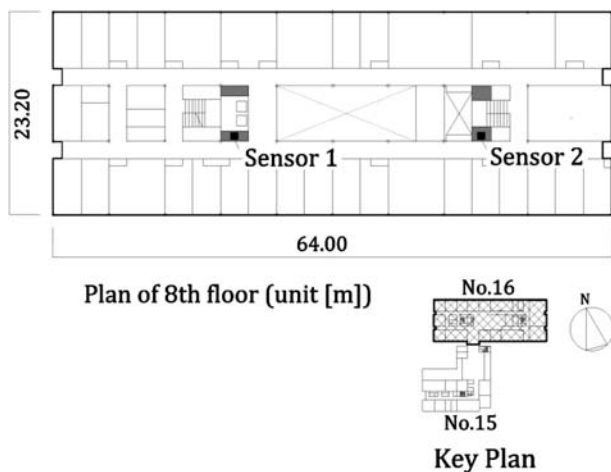 23.20
Sensor 1
Sensor 2
64.00
Plan of 8th floor (unit [m])
No.16
N
No.15
Key Plan